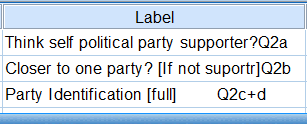 Label
Think self political party supporter?Q2a
Closer to one party? [If not suportr]Q2b
Party Identification [full] Q2c+d